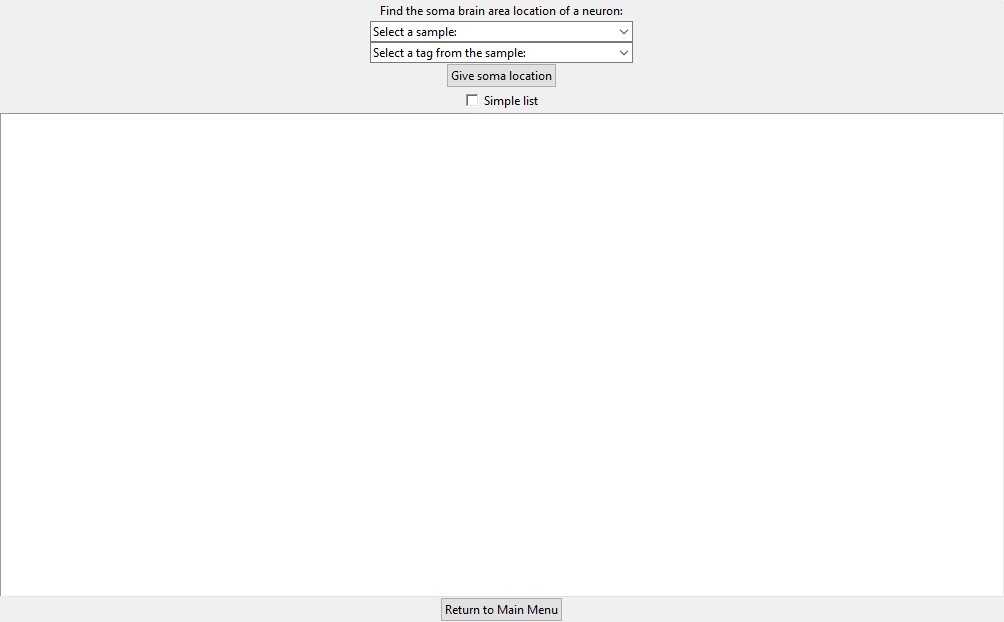 Find the soma brain area location of a neuron:
Select a sample:
Select a tag from the sample:
Give soma location
Simple list
Return to Main Menu